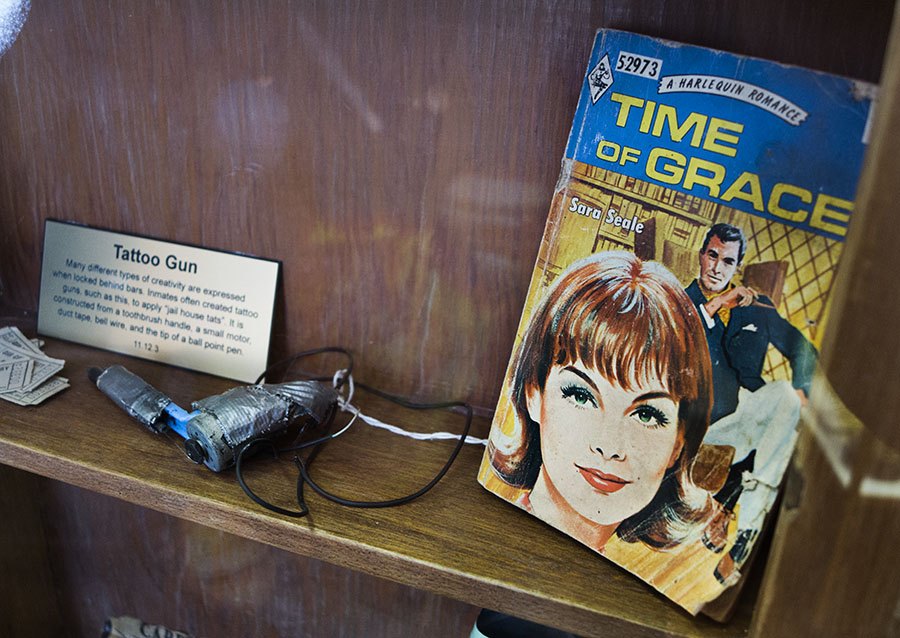 Tattoo Gun
Many different types of creativity are expressed
when locked behind bars. Inmates often created tattoo
guns, such as this, to apply "jail house tats". It is
constructed from a toothbrush handle, a small motor,
duct tape, bell wire, and the tip of a ball point pen.
11.12.3
52973
A HARLEQUIN ROMANCE
TIME
OF GRACE
Sara Seale